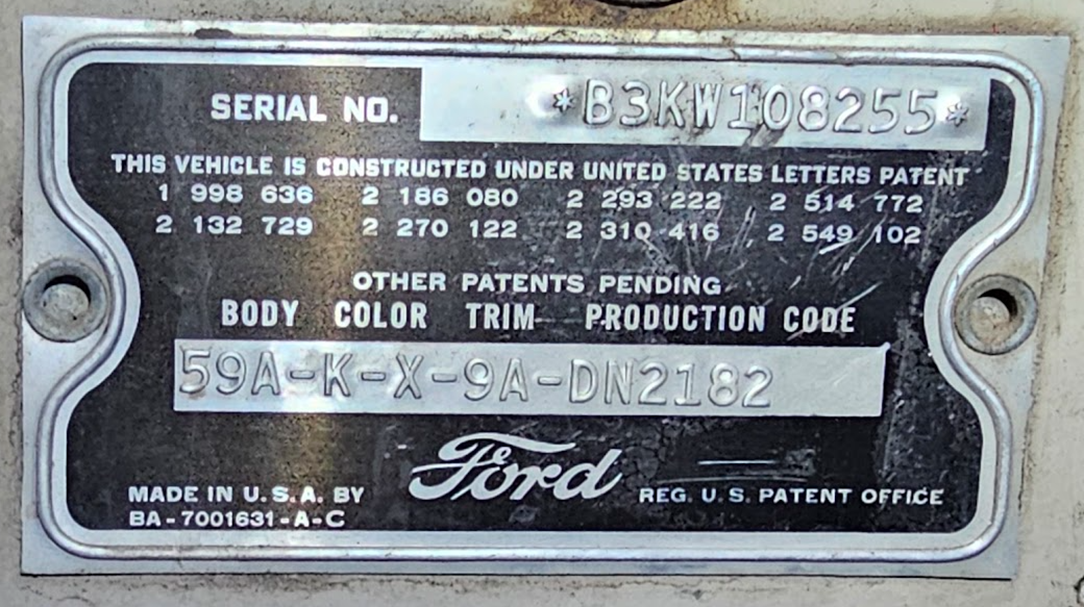 SERIAL NO. *B3KW108255*
THIS VEHICLE IS CONSTRUCTED UNDER UNITED STATES LETTERS PATENT
1 998 636 2 186 080 2 293 222 2 514 772
2 132 729 2 270 122 2 310 416 2 549 102
OTHER PATENTS PENDING
BODY COLOR TRIM PRODUCTION CODE
59A-K-X-9A-DN2182
MADE IN U.S.A. BY Ford REG. U. S. PATENT OFFICE
BA-7001631-A-C